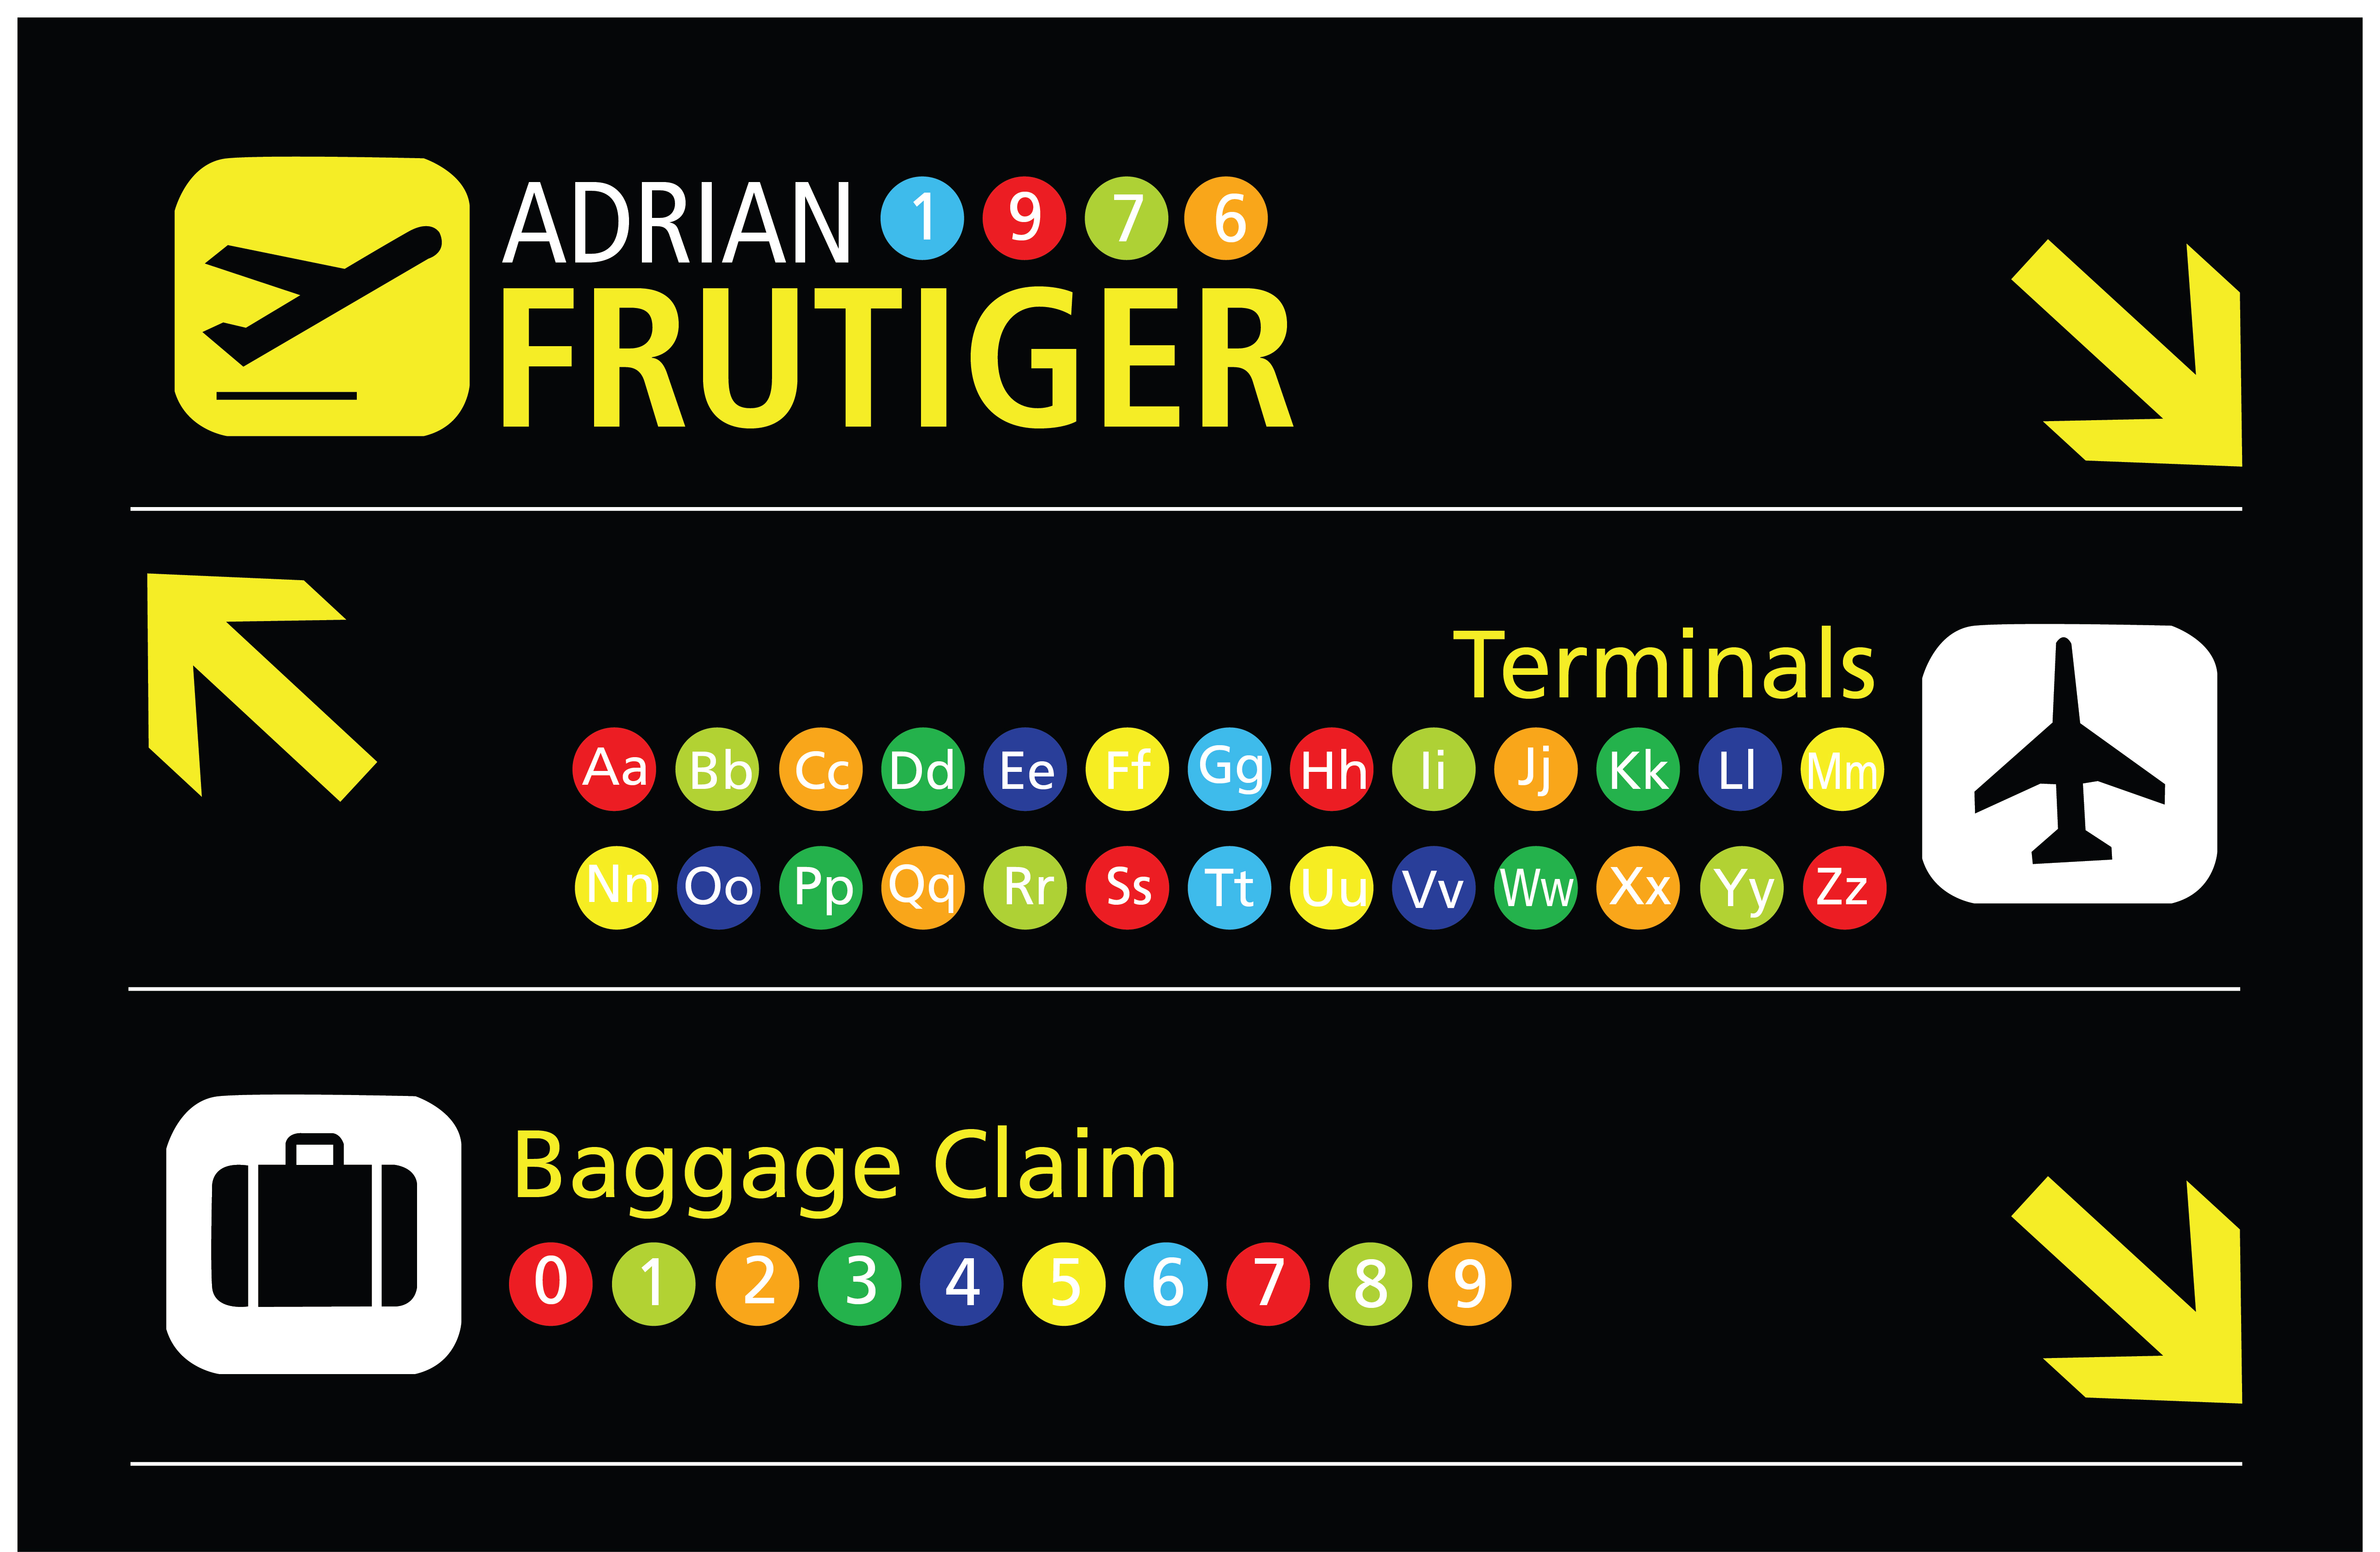 ADRIAN 1 9 7 6
FRUTIGER
Terminals
Aa Bb Cc Dd Ee Ff Gg Hh Ii Jj Kk Ll Mm
Nn Oo Pp Qq Rr Ss Tt Uu Vv Ww Xx Yy Zz
Baggage Claim
0 1 2 3 4 5 6 7 8 9